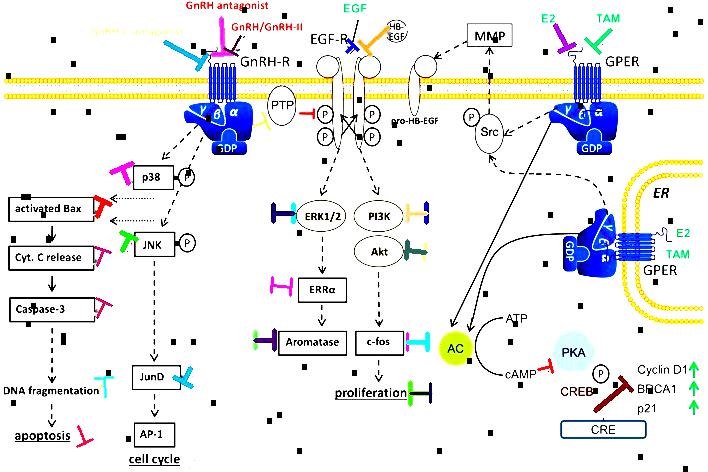 GnRH antagonist
GnRH/GnRH-II
GnRH-R
EGF
HB-
EGF
EGF-R
MMP
E2
TAM
GPER
PTP
P
P
P
P
pro-HB-EGF
P
Src
γ
β
α
GDP
γ
β
α
GDP
p38
P
JNK
P
activated Bax
Cyt. C release
Caspase-3
DNA fragmentation
apoptosis
JunD
AP-1
cell cycle
ERK1/2
PI3K
Akt
ERRα
Aromatase
c-fos
proliferation
ER
E2
TAM
GPER
GDP
AC
ATP
cAMP
PKA
P
CREB
CRE
Cyclin D1
BRCA1
p21